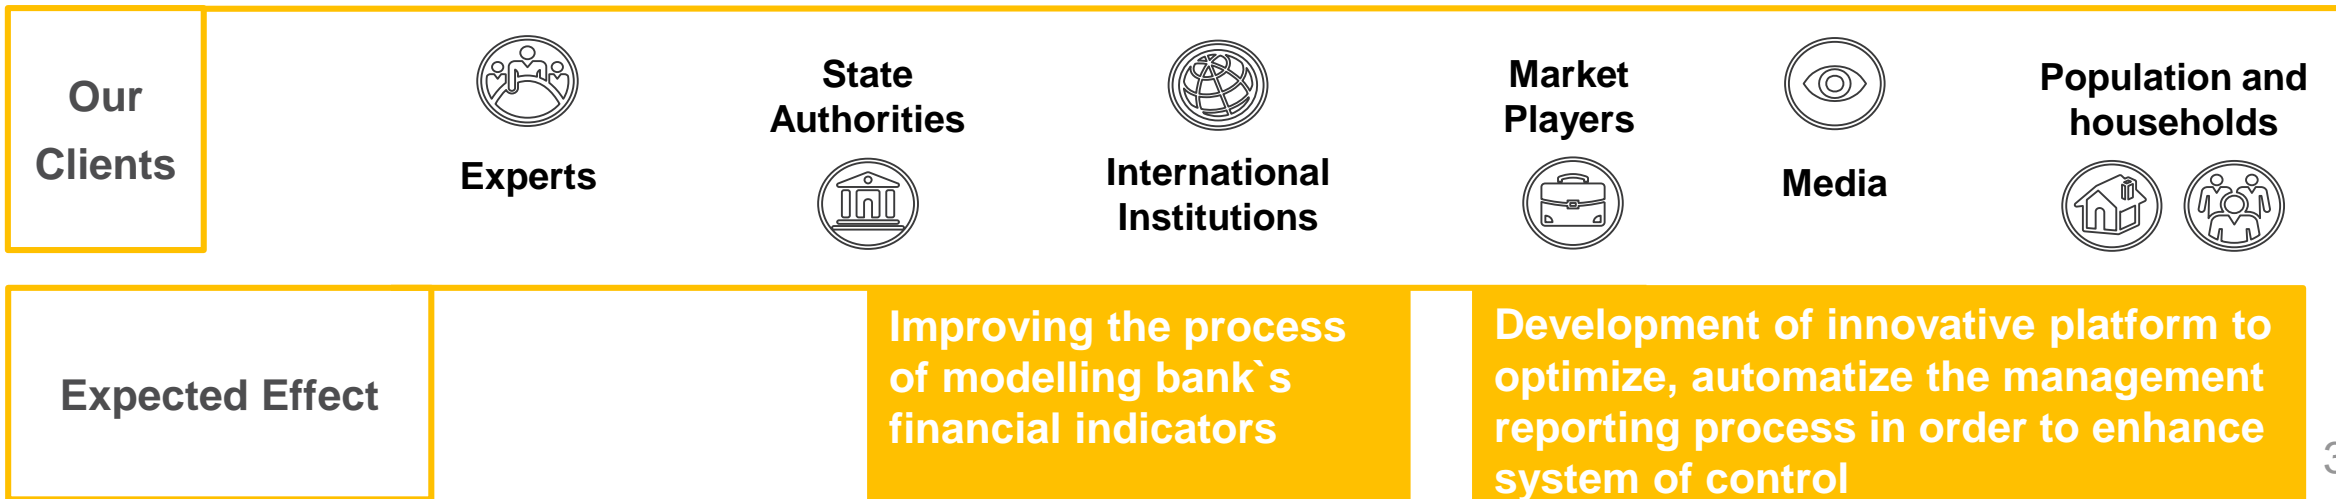 Our
Clients
Experts
State
Authorities
International
Institutions
Market
Players
Media
Population and
households
Expected Effect
Improving the process
of modelling bank`s
financial indicators
Development of innovative platform to
optimize, automatize the management
reporting process in order to enhance
system of control